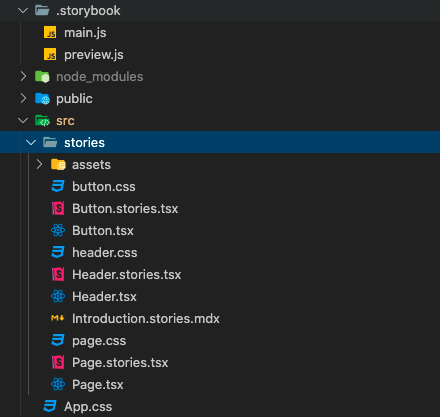 .storybook
JS main.js
JS preview.js
node_modules
public
src
stories
assets
button.css
Button.stories.tsx
Button.tsx
header.css
Header.stories.tsx
Header.tsx
Introduction.stories.mdx
page.css
Page.stories.tsx
Page.tsx
App.css